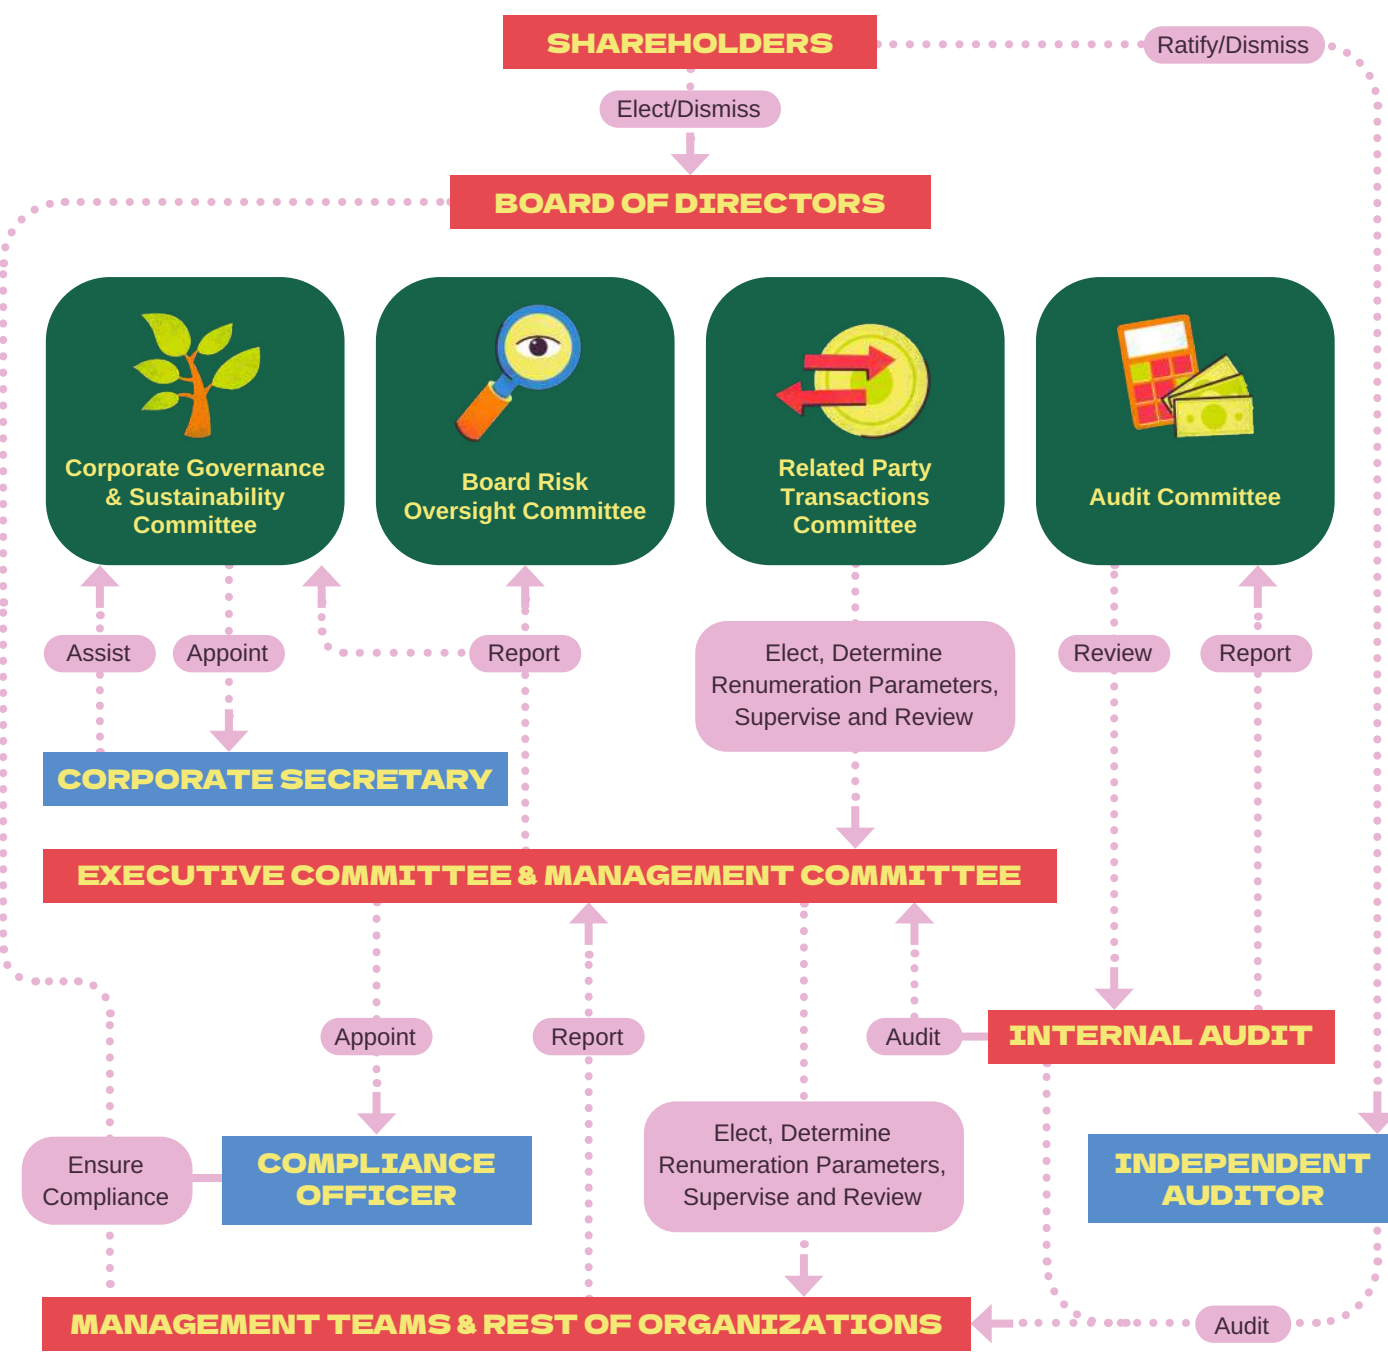 SHAREHOLDERS
Ratify/Dismiss
Elect/Dismiss
BOARD OF DIRECTORS
Corporate Governance
& Sustainability
Committee
Board Risk
Oversight Committee
Related Party
Transactions
Committee
Audit Committee
Assist
Appoint
Report
Elect, Determine
Renumeration Parameters,
Supervise and Review
Review
Report
CORPORATE SECRETARY
EXECUTIVE COMMITTEE & MANAGEMENT COMMITTEE
Appoint
Report
Audit
INTERNAL AUDIT
Ensure
Compliance
COMPLIANCE
OFFICER
Elect, Determine
Renumeration Parameters,
Supervise and Review
INDEPENDENT
AUDITOR
MANAGEMENT TEAMS & REST OF ORGANIZATIONS
Audit